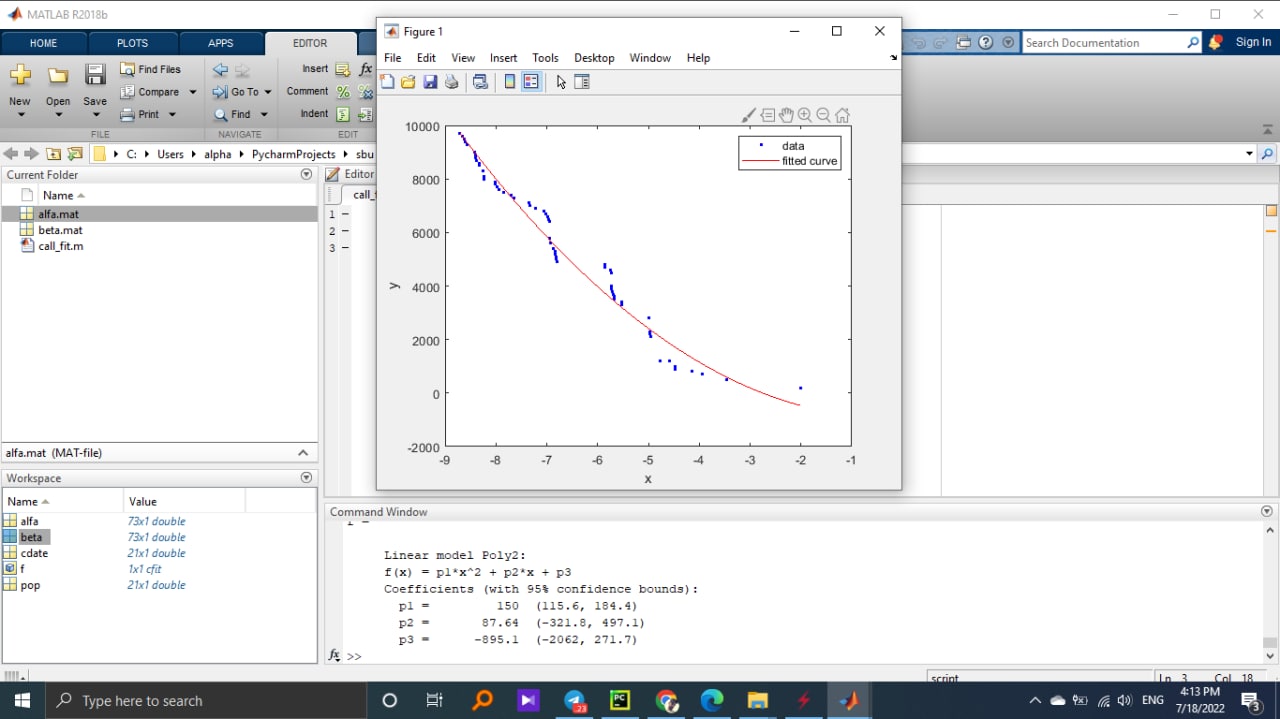 MATLAB R2018b
HOME PLOTS APPS EDITOR
Search Documentation Sign In
New Open Save
Find Files
Compare
Print
Go To
Find
Insert fx
Comment
Indent
FILE NAVIGATE EDIT
C: Users alpha PycharmProjects sbu
Current Folder
Name
alfa.mat
beta.mat
call_fit.m
alfa.mat (MAT-file)
Workspace
Name Value
alfa 73x1 double
beta 73x1 double
cdate 21x1 double
f 1x1 cfit
pop 21x1 double
Editor
call_
1
2
3
Figure 1
File Edit View Insert Tools Desktop Window Help
data
fitted curve
10000
8000
6000
4000
2000
0
-2000
y
-9 -8 -7 -6 -5 -4 -3 -2 -1
x
Command Window
Linear model Poly2:
f(x) = p1*x^2 + p2*x + p3
Coefficients (with 95% confidence bounds):
p1 = 150 (115.6, 184.4)
p2 = 87.64 (-321.8, 497.1)
p3 = -895.1 (-2062, 271.7)
fx >>
script Ln 3 Col 18
Type here to search
PC
23
ENG
4:13 PM
7/18/2022
3